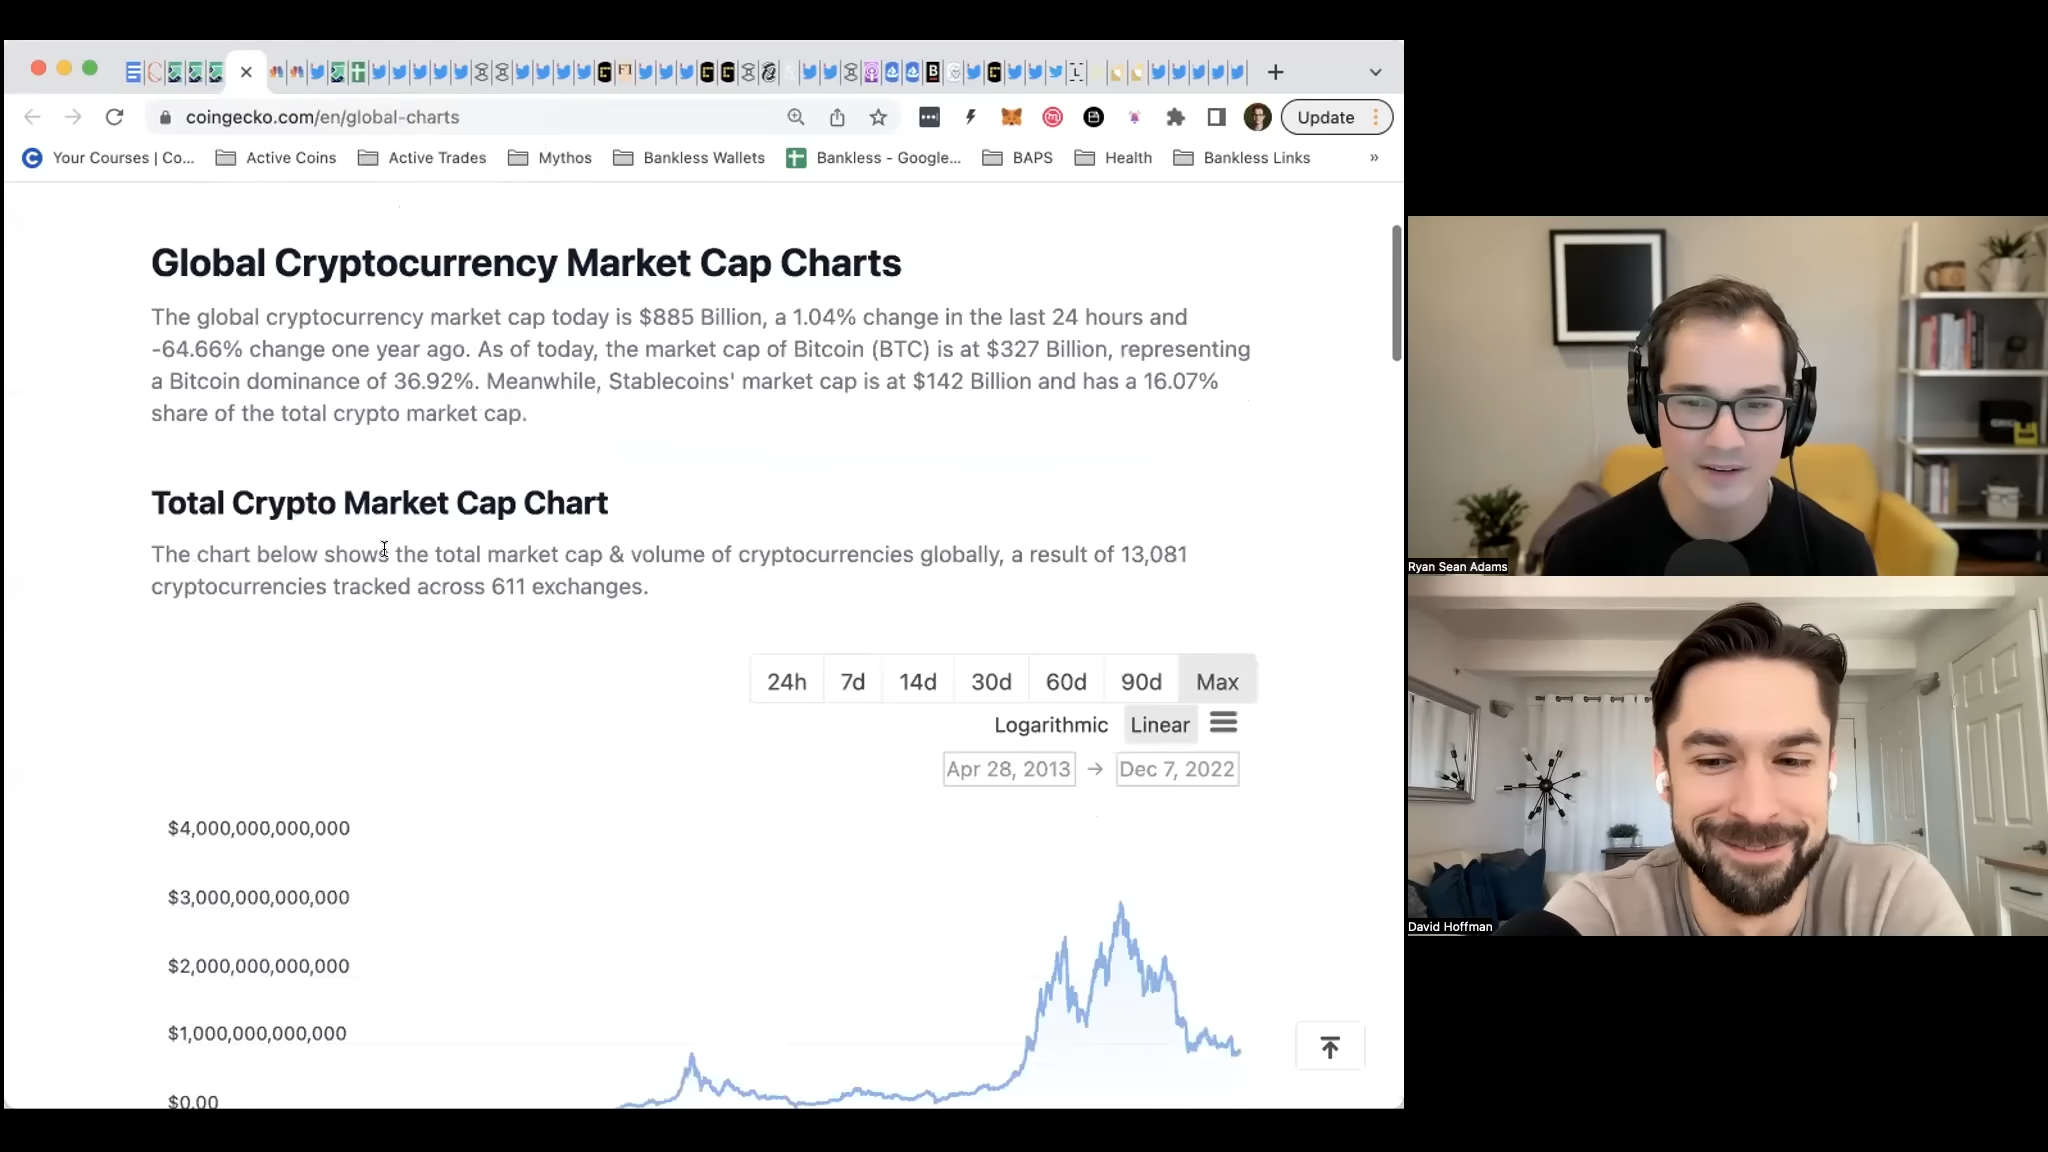 coingecko.com/en/global-charts
Update
Your Courses | Co...
Active Coins
Active Trades
Mythos
Bankless Wallets
Bankless - Google...
BAPS
Health
Bankless Links
»
Global Cryptocurrency Market Cap Charts
The global cryptocurrency market cap today is $885 Billion, a 1.04% change in the last 24 hours and
-64.66% change one year ago. As of today, the market cap of Bitcoin (BTC) is at $327 Billion, representing
a Bitcoin dominance of 36.92%. Meanwhile, Stablecoins' market cap is at $142 Billion and has a 16.07%
share of the total crypto market cap.
Total Crypto Market Cap Chart
The chart below shows the total market cap & volume of cryptocurrencies globally, a result of 13,081
cryptocurrencies tracked across 611 exchanges.
24h 7d 14d 30d 60d 90d Max
Logarithmic Linear
Apr 28, 2013 → Dec 7, 2022
$4,000,000,000,000
$3,000,000,000,000
$2,000,000,000,000
$1,000,000,000,000
$0.00
Ryan Sean Adams
David Hoffman